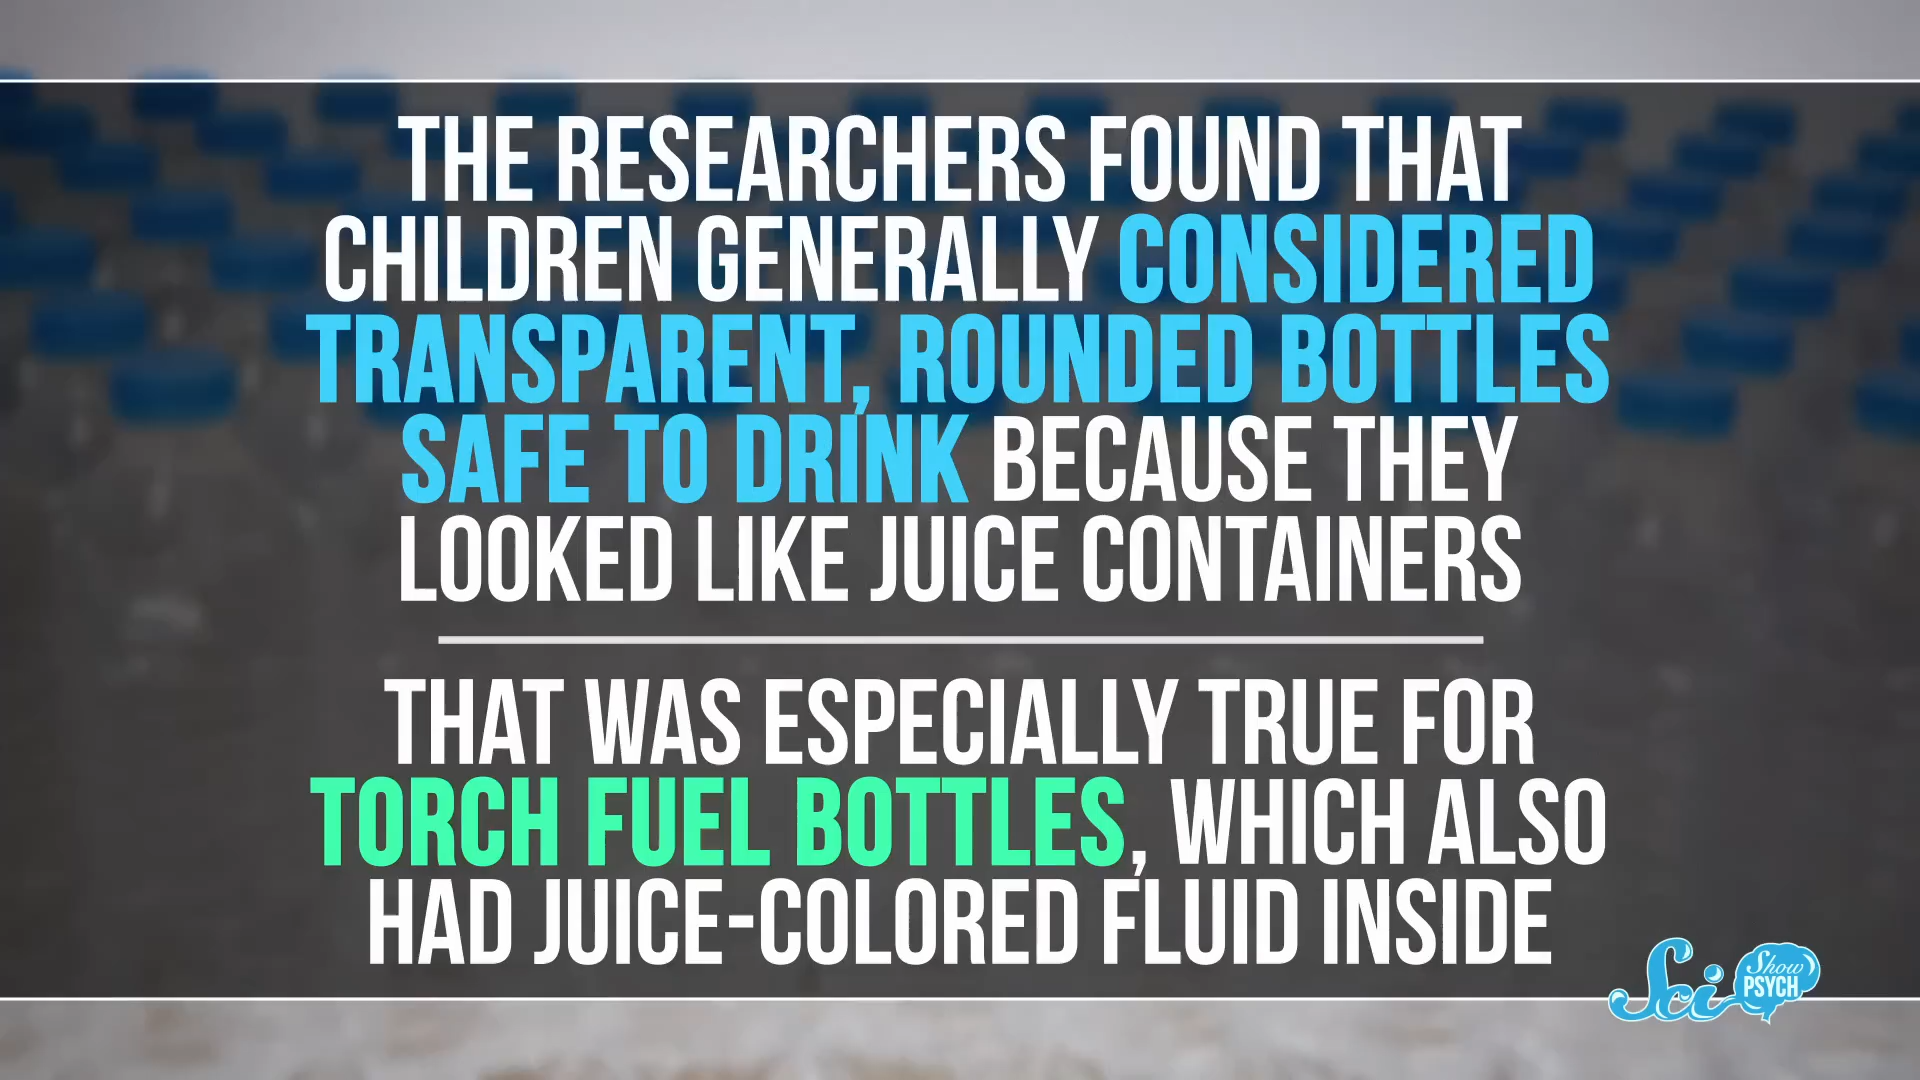 THE RESEARCHERS FOUND THAT
CHILDREN GENERALLY CONSIDERED
TRANSPARENT, ROUNDED BOTTLES
SAFE TO DRINK BECAUSE THEY
LOOKED LIKE JUICE CONTAINERS
THAT WAS ESPECIALLY TRUE FOR
TORCH FUEL BOTTLES, WHICH ALSO
HAD JUICE-COLORED FLUID INSIDE
Sci Show
PSYCH